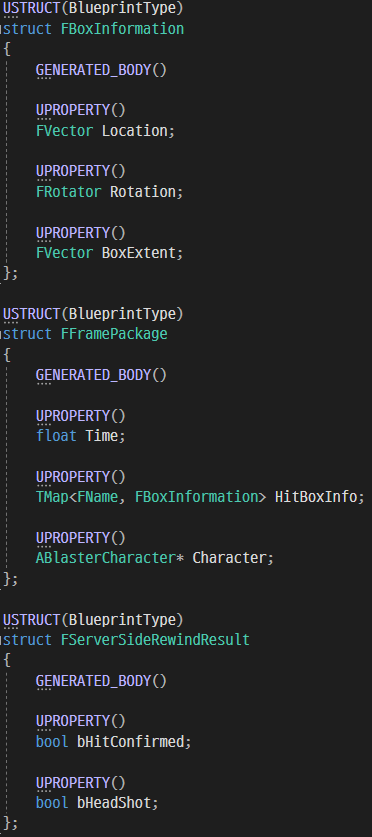 USTRUCT(BlueprintType)
struct FBoxInformation
{
GENERATED_BODY()
UPROPERTY()
FVector Location;
UPROPERTY()
FRotator Rotation;
UPROPERTY()
FVector BoxExtent;
};
USTRUCT(BlueprintType)
struct FFramePackage
{
GENERATED_BODY()
UPROPERTY()
float Time;
UPROPERTY()
TMap<FName, FBoxInformation> HitBoxInfo;
UPROPERTY()
ABlasterCharacter* Character;
};
USTRUCT(BlueprintType)
struct FServerSideRewindResult
{
GENERATED_BODY()
UPROPERTY()
bool bHitConfirmed;
UPROPERTY()
bool bHeadShot;
};